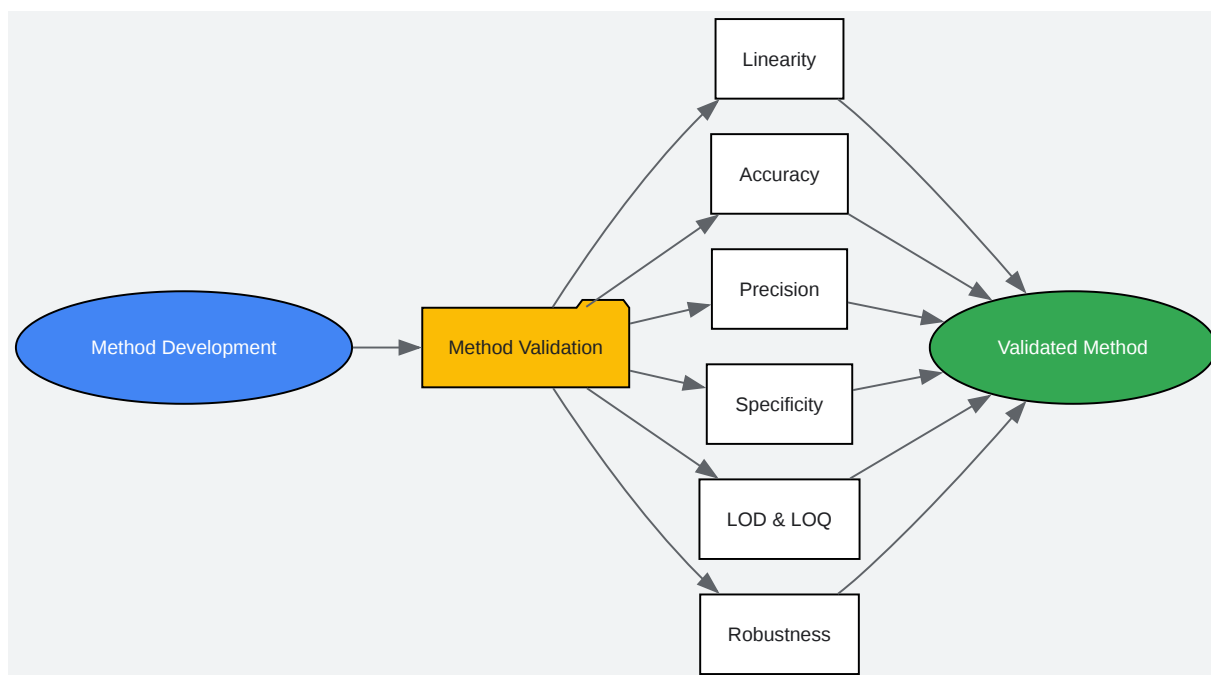 Linearity
Accuracy
Precision
Method Development
Method Validation
Validated Method
Specificity
LOD & LOQ
Robustness